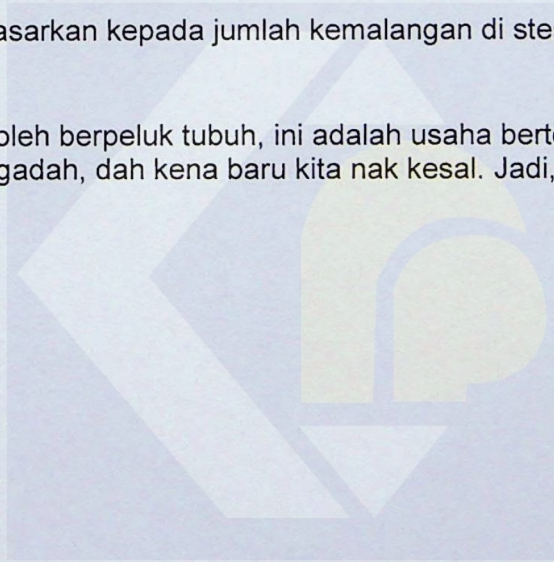 asarkan kepada jumlah kemalangan di ste
oleh berpeluk tubuh, ini adalah usaha bert
gadah, dah kena baru kita nak kesal. Jadi,